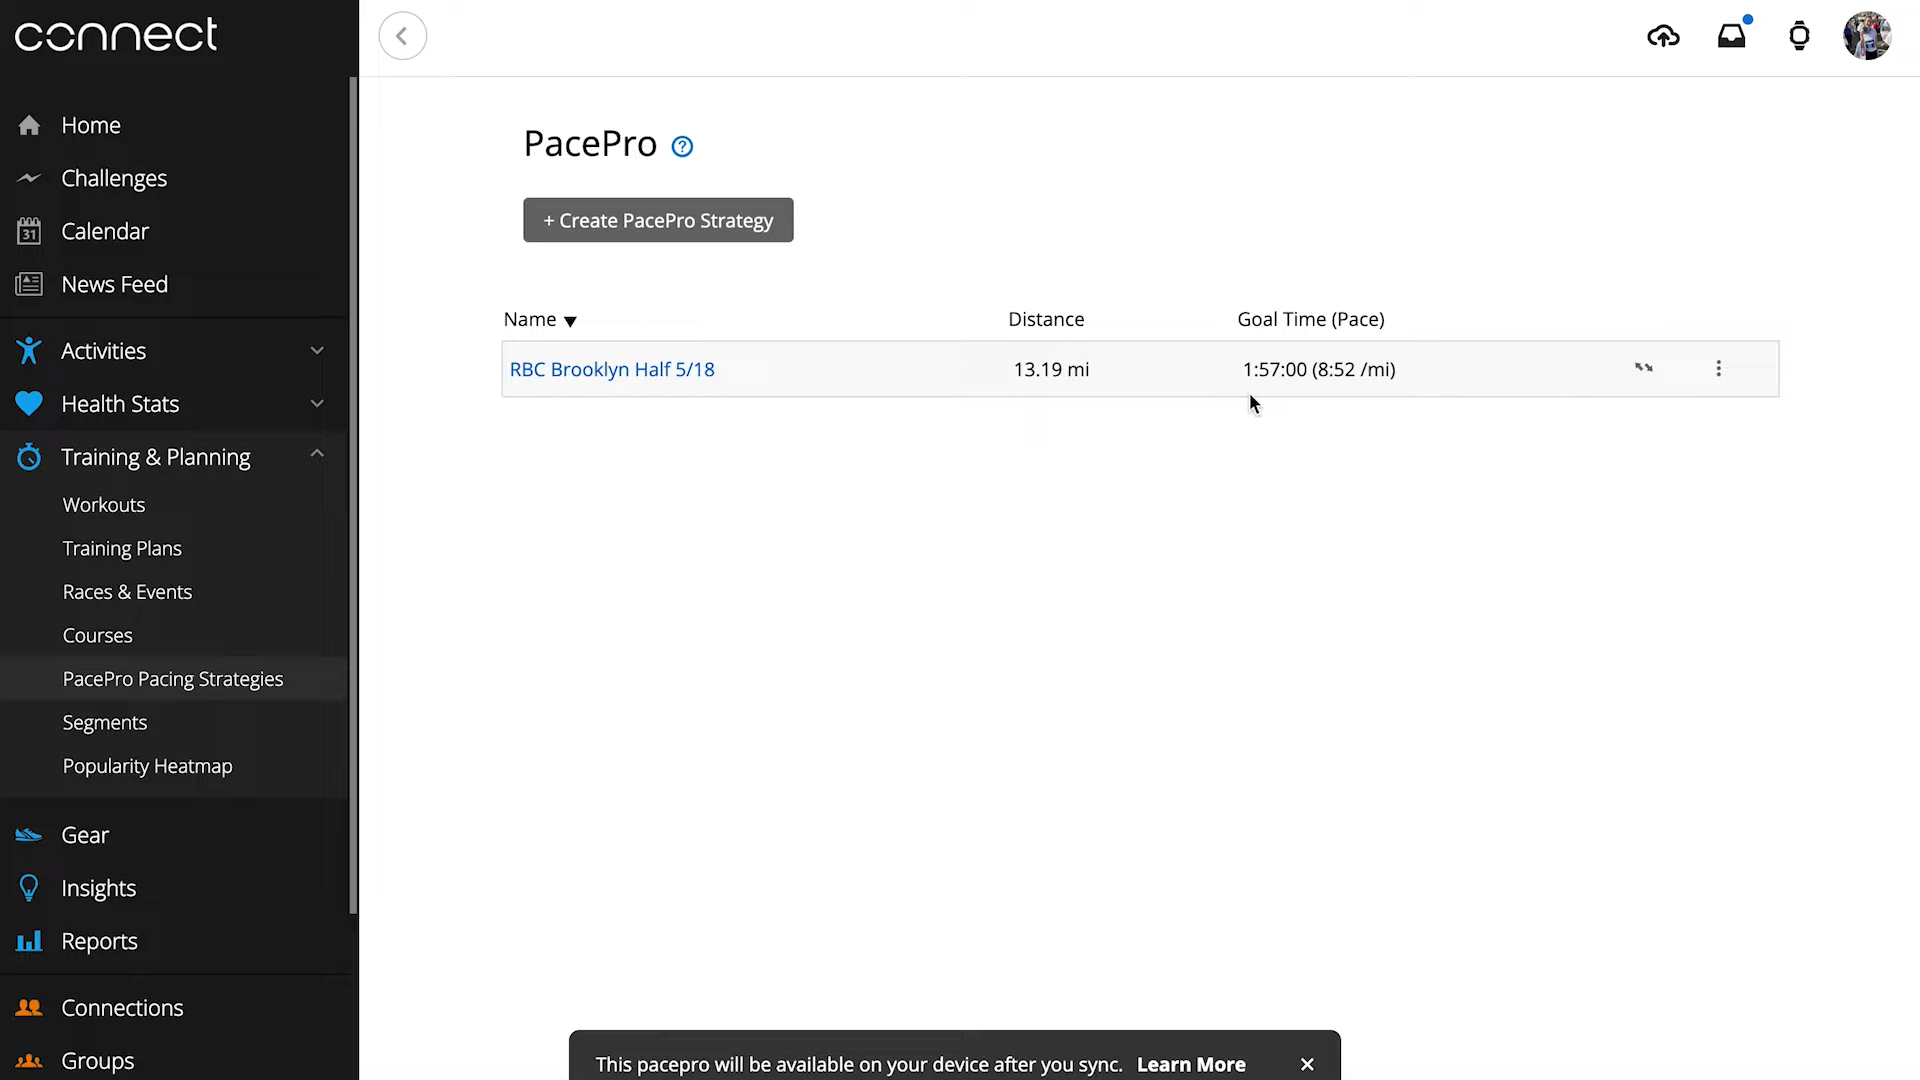 connect
Home
Challenges
31
Calendar
News Feed
Activities
Health Stats
Training & Planning
Workouts
Training Plans
Races & Events
Courses
PacePro Pacing Strategies
Segments
Popularity Heatmap
Gear
Insights
Reports
Connections
Groups
PacePro ?
+ Create PacePro Strategy
Name ▼ Distance Goal Time (Pace)
RBC Brooklyn Half 5/18 13.19 mi 1:57:00 (8:52 /mi)
This pacepro will be available on your device after you sync. Learn More